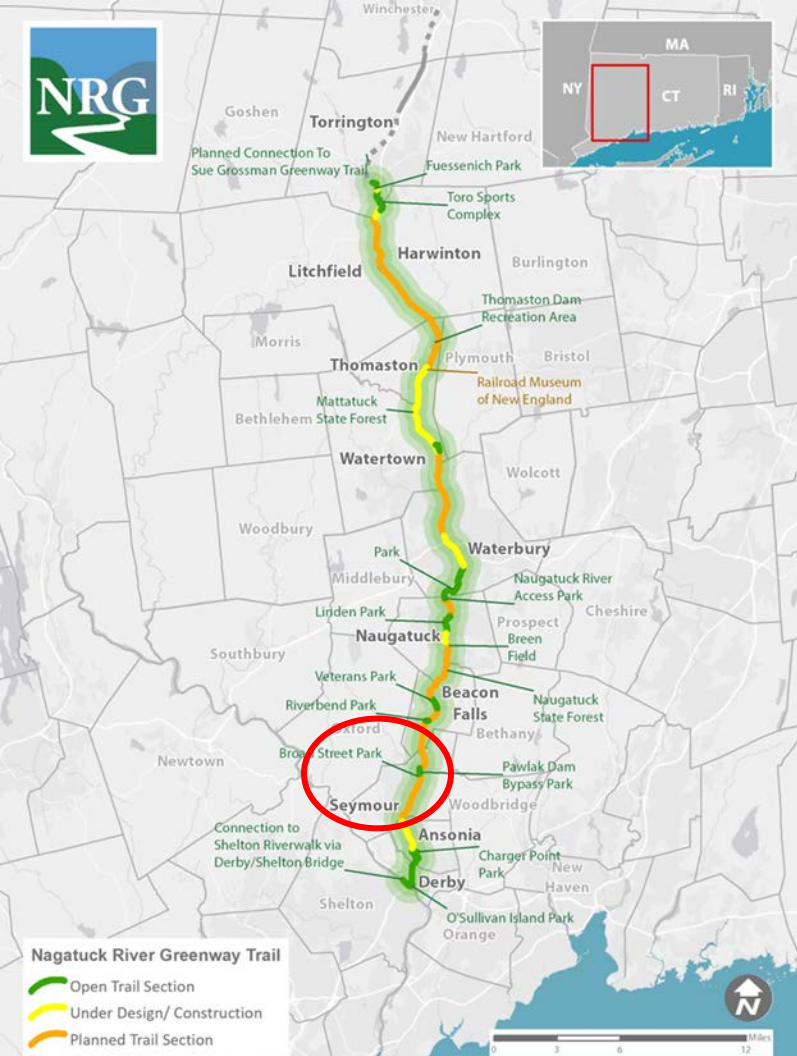 Winchester
NRG
MA
NY
CT
RI
Goshen
Torrington
New Hartford
Planned Connection To
Sue Grossman Greenway Trail
Fuessenich Park
Toro Sports
Complex
Harwinton
Litchfield
Burlington
Thomaston Dam
Recreation Area
Morris
Thomaston
Plymouth
Bristol
Railroad Museum
of New England
Mattatuck
State Forest
Bethlehem
Watertown
Wolcott
Woodbury
Park
Waterbury
Middlebury
Naugatuck River
Access Park
Linden Park
Cheshire
Prospect
Naugatuck
Breen
Field
Southbury
Veterans Park
Beacon
Falls
Naugatuck
State Forest
Riverbend Park
Oxford
Bethany
Newtown
Broad Street Park
Pawlak Dam
Bypass Park
Seymour
Woodbridge
Connection to
Shelton Riverwalk via
Derby/Shelton Bridge
Ansonia
Charger Point
Park
New
Haven
Derby
Shelton
O'Sullivan Island Park
Orange
Nagatuck River Greenway Trail
Open Trail Section
Under Design/ Construction
Planned Trail Section
N
Miles
0 3 6 12